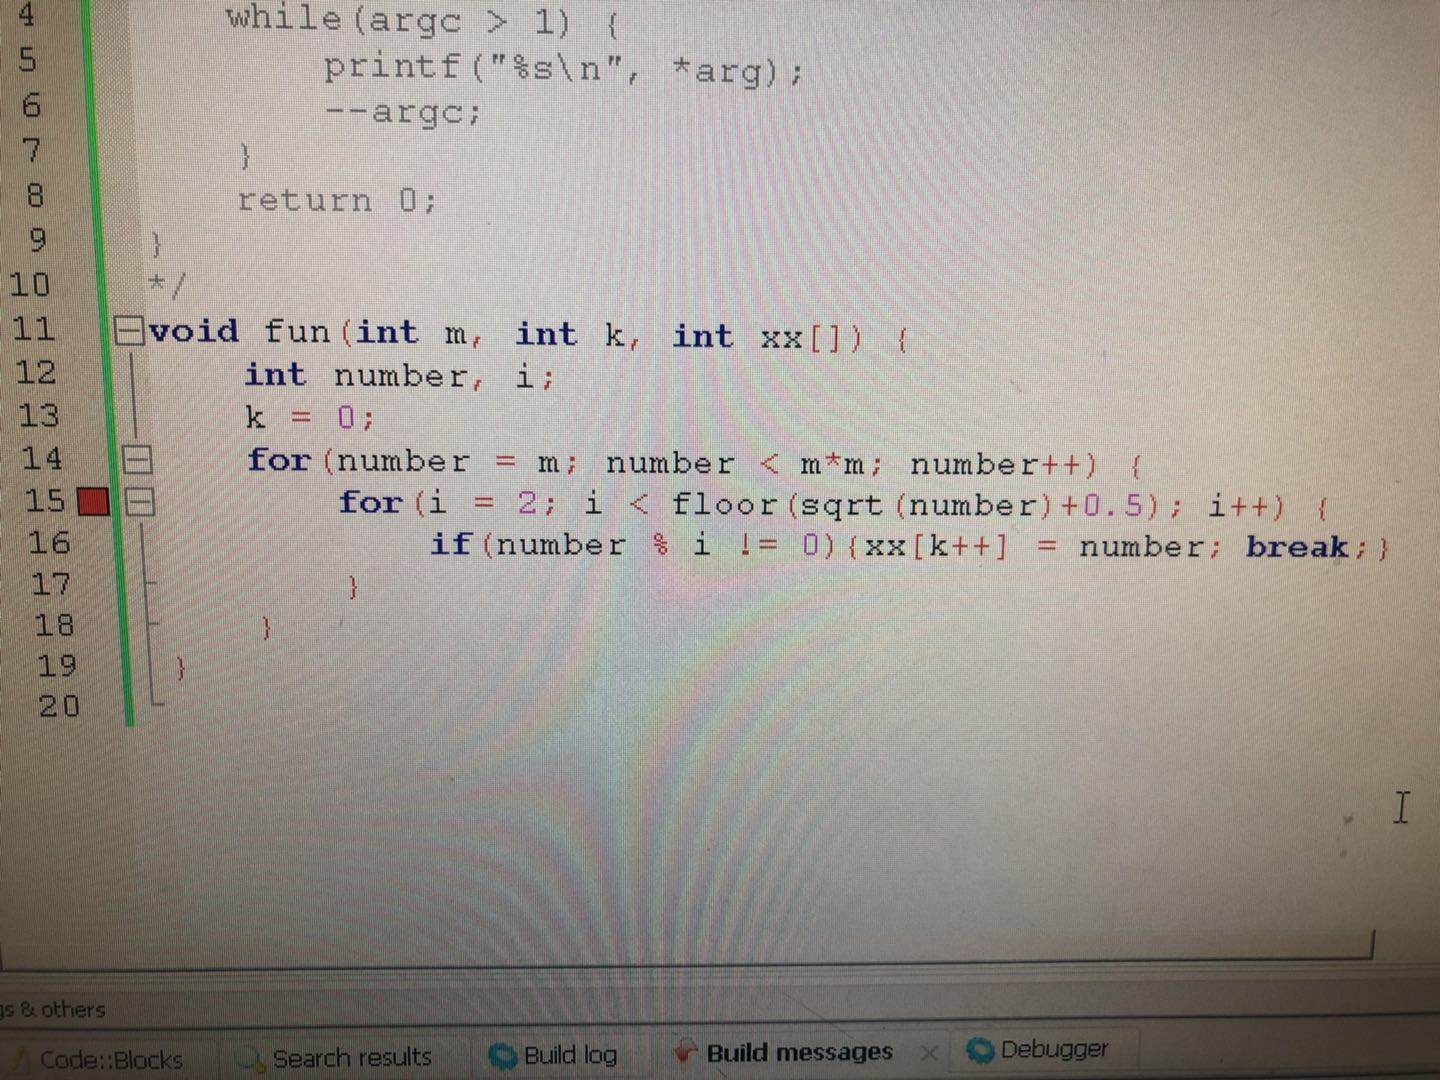 4 while(argc > 1) {
5 printf("%s\n", *arg);
6 --argc;
7 }
8 return 0;
9 }
10 */
11 void fun(int m, int k, int xx[]) {
12 int number, i;
13 k = 0;
14 for(number = m; number < m*m; number++) {
15 for(i = 2; i < floor(sqrt(number)+0.5); i++) {
16 if(number % i != 0){xx[k++] = number; break;}
17 }
18 }
19 }
20
gs & others
Code::Blocks Search results Build log Build messages Debugger